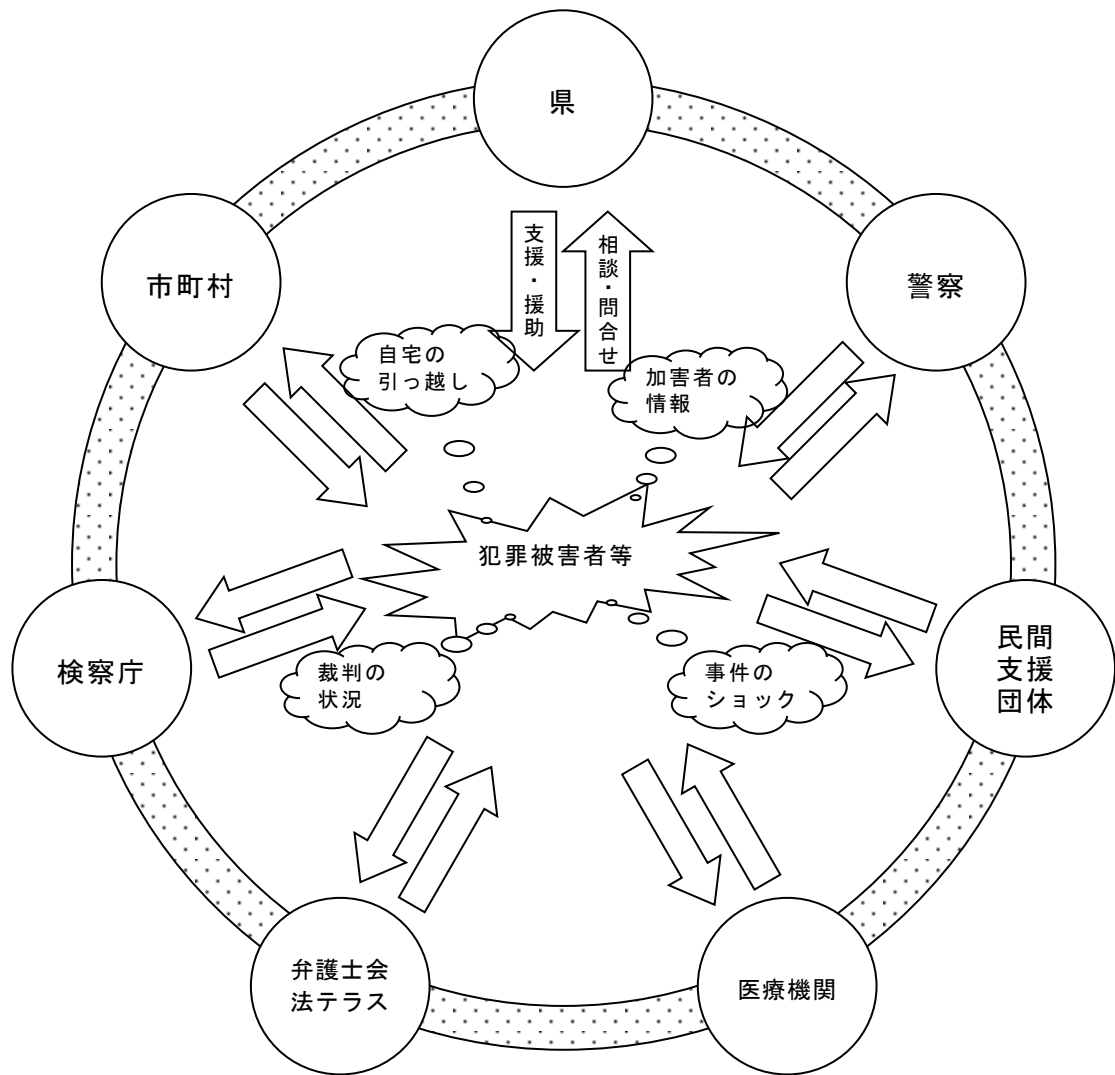 県
市町村
警察
支援・援助
相談・問合せ
自宅の
引っ越し
加害者の
情報
犯罪被害者等
検察庁
裁判の
状況
事件の
ショック
民間
支援
団体
弁護士会
法テラス
医療機関